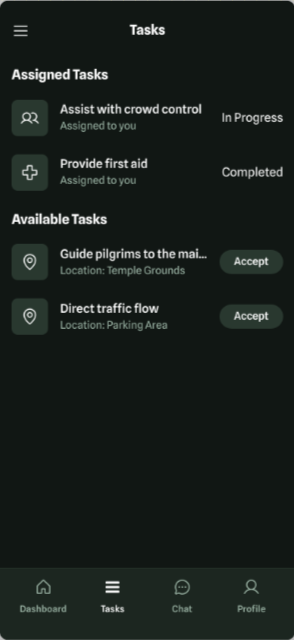 Tasks
Assigned Tasks
Assist with crowd control
Assigned to you
In Progress
Provide first aid
Assigned to you
Completed
Available Tasks
Guide pilgrims to the mai...
Location: Temple Grounds
Accept
Direct traffic flow
Location: Parking Area
Accept
Dashboard
Tasks
Chat
Profile